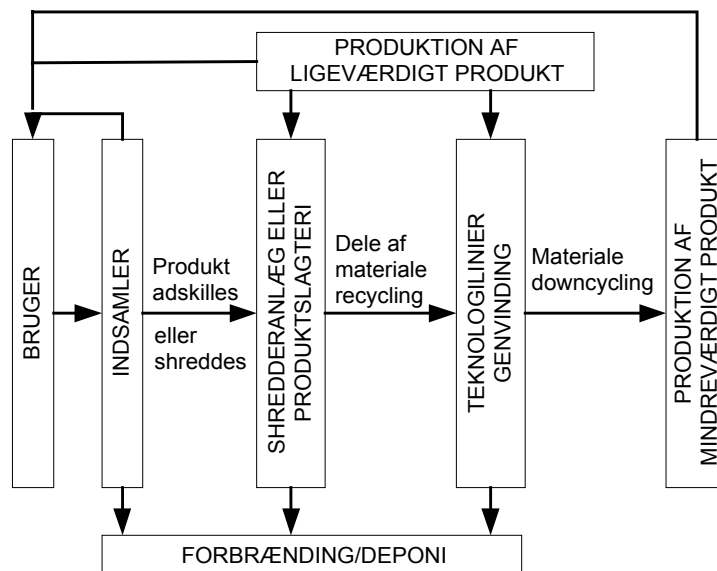 PRODUKTION AF
LIGEVÆRDIGT PRODUKT
BRUGER
INDSAMLER
Produkt
adskilles
eller
shreddes
SHREDDERANLÆG ELLER
PRODUKTSLAGTERI
Dele af
materiale
recycling
TEKNOLOGILINIER
GENVINDING
Materiale
downcycling
PRODUKTION AF
MINDREVÆRDIGT PRODUKT
FORBRÆNDING/DEPONI